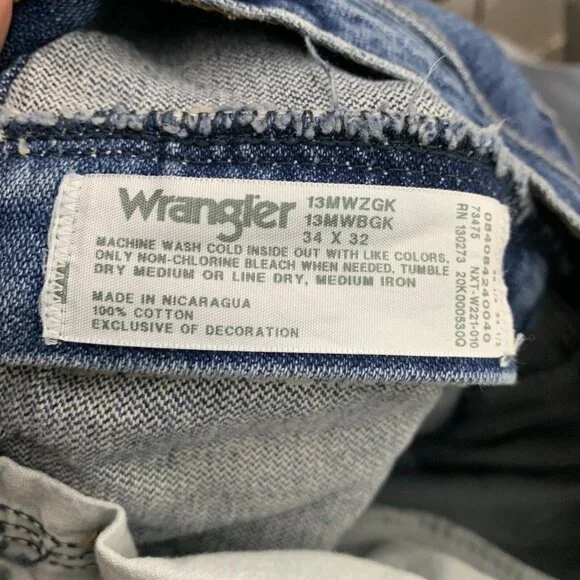 Wrangler
13MWZGK
13MWBGK
34 X 32
MACHINE WASH COLD INSIDE OUT WITH LIKE COLORS,
ONLY NON-CHLORINE BLEACH WHEN NEEDED, TUMBLE
DRY MEDIUM OR LINE DRY, MEDIUM IRON
MADE IN NICARAGUA
100% COTTON
EXCLUSIVE OF DECORATION
084084240040
73475 NXT-W221-010
RN 130273 20K000530Q